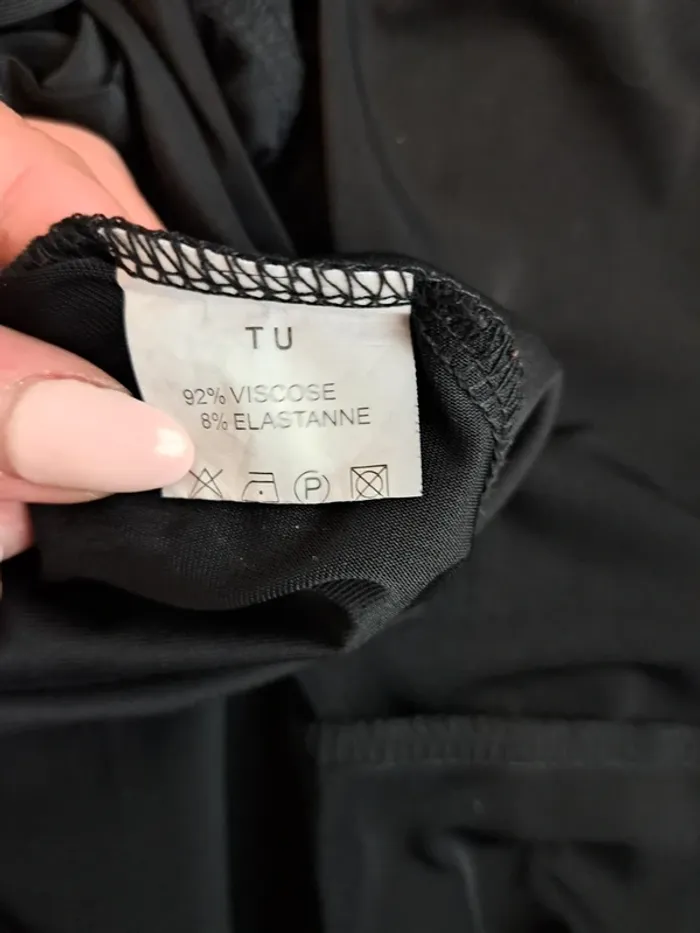 TU
92% VISCOSE
8% ELASTANNE
P